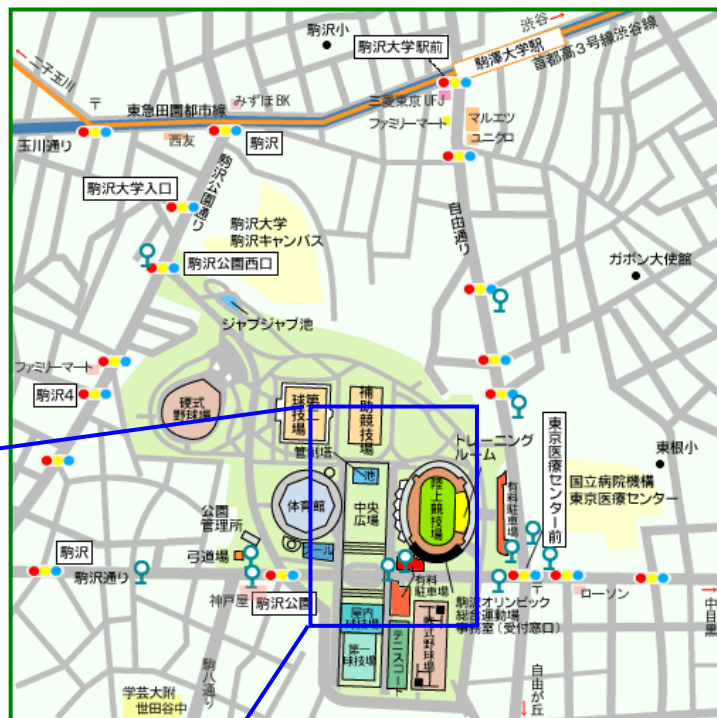 渋谷→
駒沢小
駒沢大学駅前
駒澤大学駅
首都高3号線渋谷線
←二子玉川
〒
みずほBK
三菱東京UFJ
東急田園都市線
ファミリーマート
マルエツ
ユニクロ
玉川通り
西友
駒沢
駒沢公園通り
駒沢大学入口
自由通り
駒沢大学
駒沢キャンパス
ガボン大使館
駒沢公園西口
ジャブジャブ池
ファミリーマート
駒沢4
硬式
野球場
第二
球技場
補助競技場
トレーニング
ルーム
管制塔
池
東根小
東京医療センター前
国立病院機構
東京医療センター
陸上競技場
有料駐車場
体育館
中央
広場
公園
管理所
弓道場
プール
駒沢
駒沢通り
神戸屋
駒沢公園
有料
駐車場
〒
ローソン
中目黒
駒沢オリンピック
総合運動場
事務室(受付窓口)
屋内
球技場
第一
球技場
テニスコート
軟式野球場
駒八通り
自由が丘
学芸大附
世田谷中